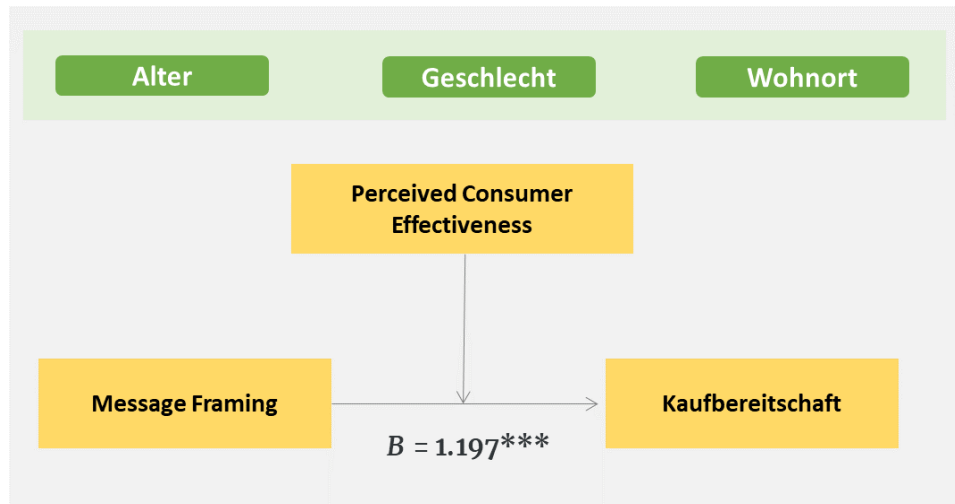 Alter
Geschlecht
Wohnort
Perceived Consumer
Effectiveness
Message Framing
Kaufbereitschaft
B = 1.197***